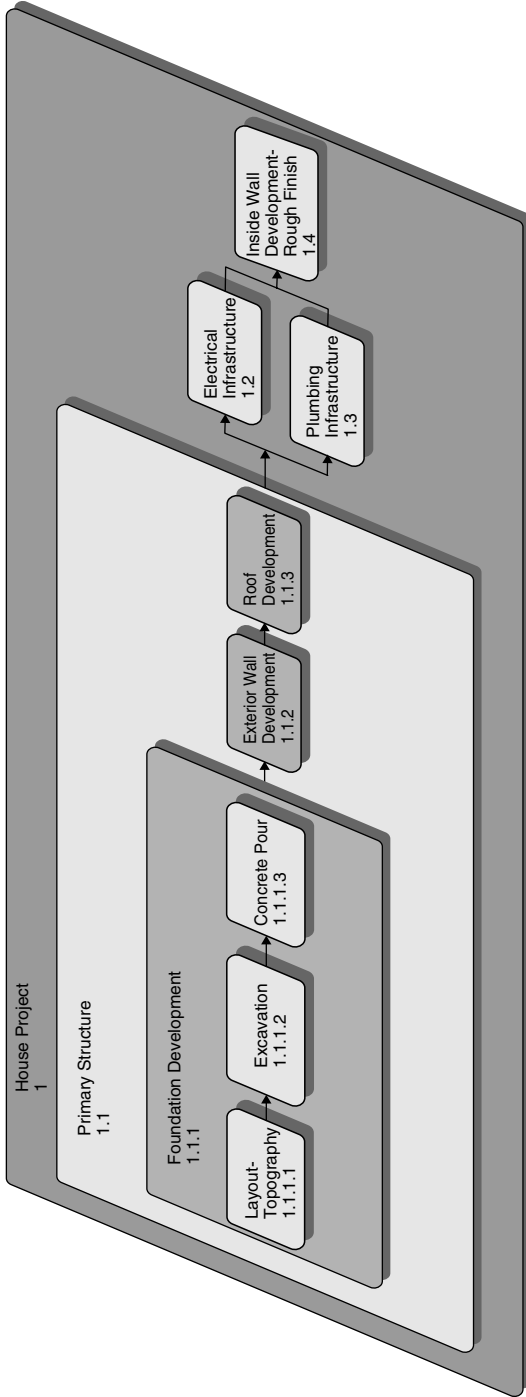 House Project
1
Primary Structure
1.1
Foundation Development
1.1.1
Layout-
Topography
1.1.1.1
Excavation
1.1.1.2
Concrete Pour
1.1.1.3
Exterior Wall
Development
1.1.2
Roof
Development
1.1.3
Electrical
Infrastructure
1.2
Plumbing
Infrastructure
1.3
Inside Wall
Development-
Rough Finish
1.4